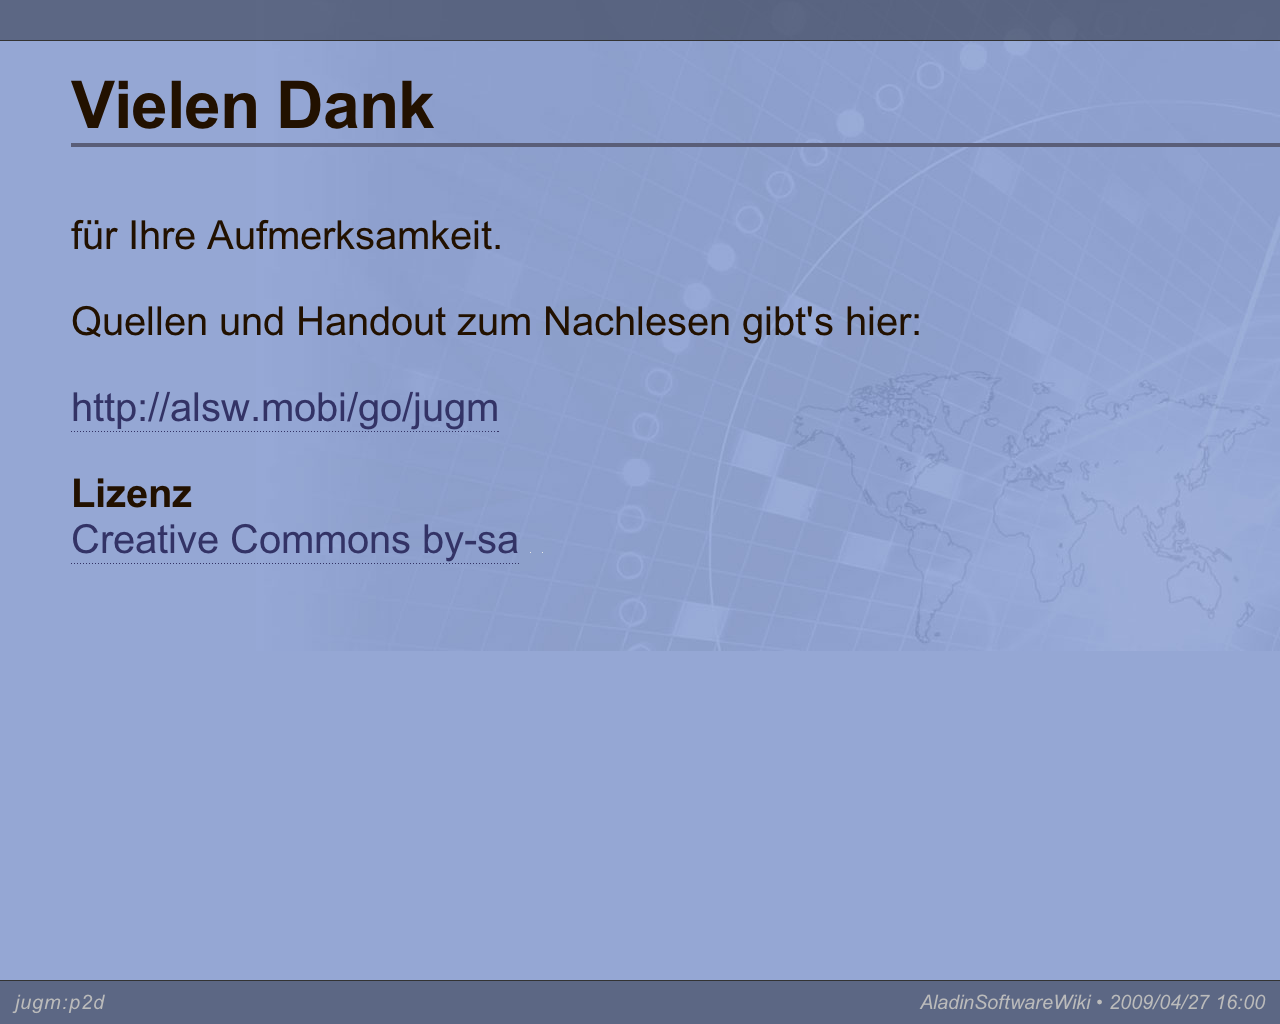 Vielen Dank
für Ihre Aufmerksamkeit.
Quellen und Handout zum Nachlesen gibt's hier:
http://alsw.mobi/go/jugm
Lizenz
Creative Commons by-sa
jugm:p2d
AladinSoftwareWiki • 2009/04/27 16:00